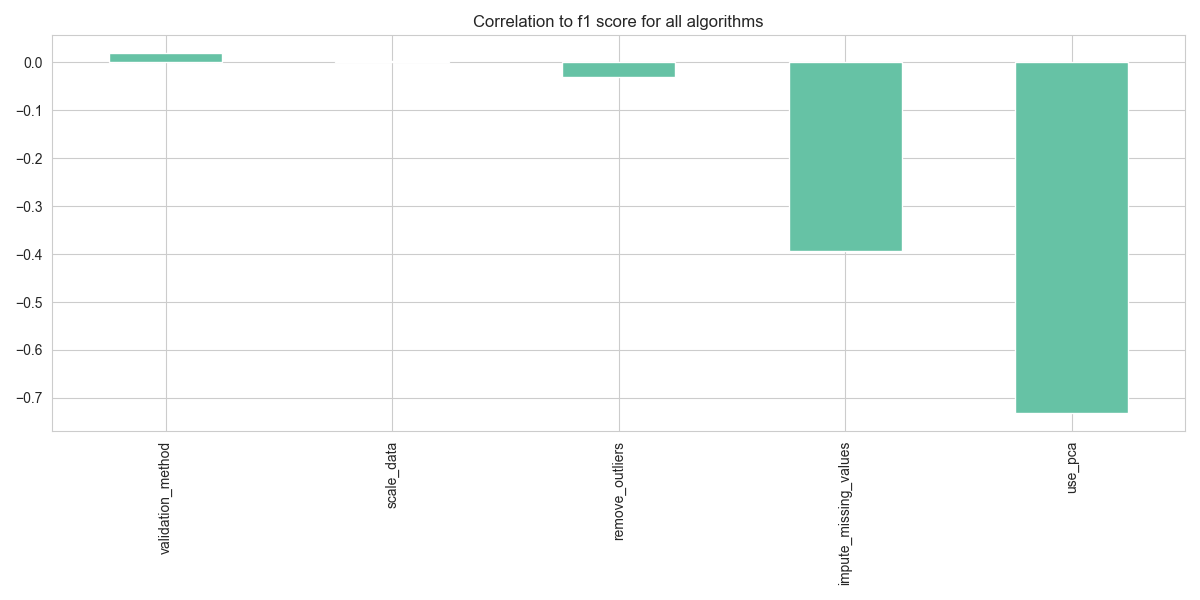 Correlation to f1 score for all algorithms
0.0
−0.1
−0.2
−0.3
−0.4
−0.5
−0.6
−0.7
validation_method
scale_data
remove_outliers
impute_missing_values
use_pca